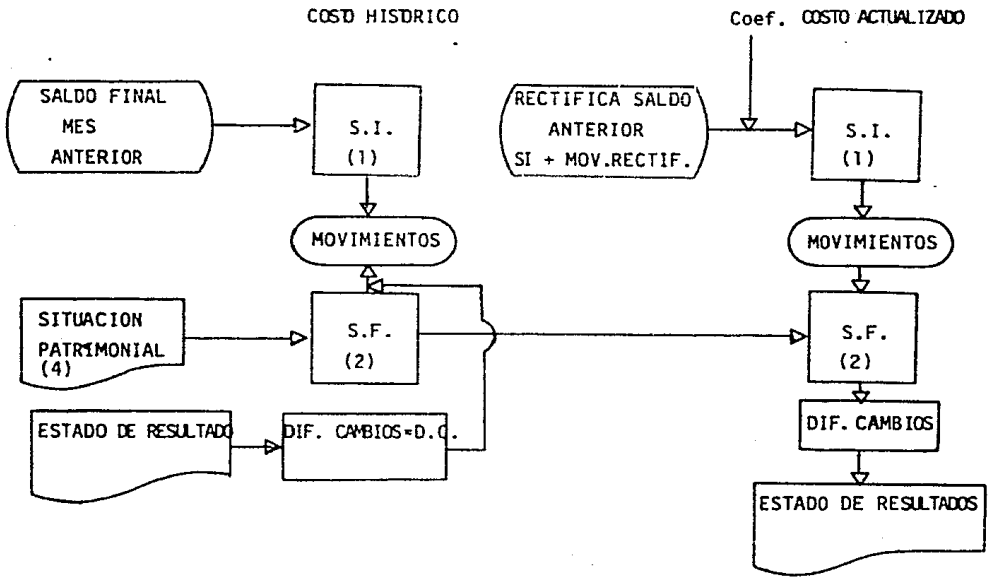 COSTO HISTORICO
Coef. COSTO ACTUALIZADO
SALDO FINAL
MES
ANTERIOR
S.I.
(1)
RECTIFICA SALDO
ANTERIOR
SI + MOV.RECTIF.
S.I.
(1)
MOVIMIENTOS
MOVIMIENTOS
SITUACION
PATRIMONIAL
(4)
S.F.
(2)
S.F.
(2)
ESTADO DE RESULTADO
DIF. CAMBIOS=D.C.
DIF. CAMBIOS
ESTADO DE RESULTADOS